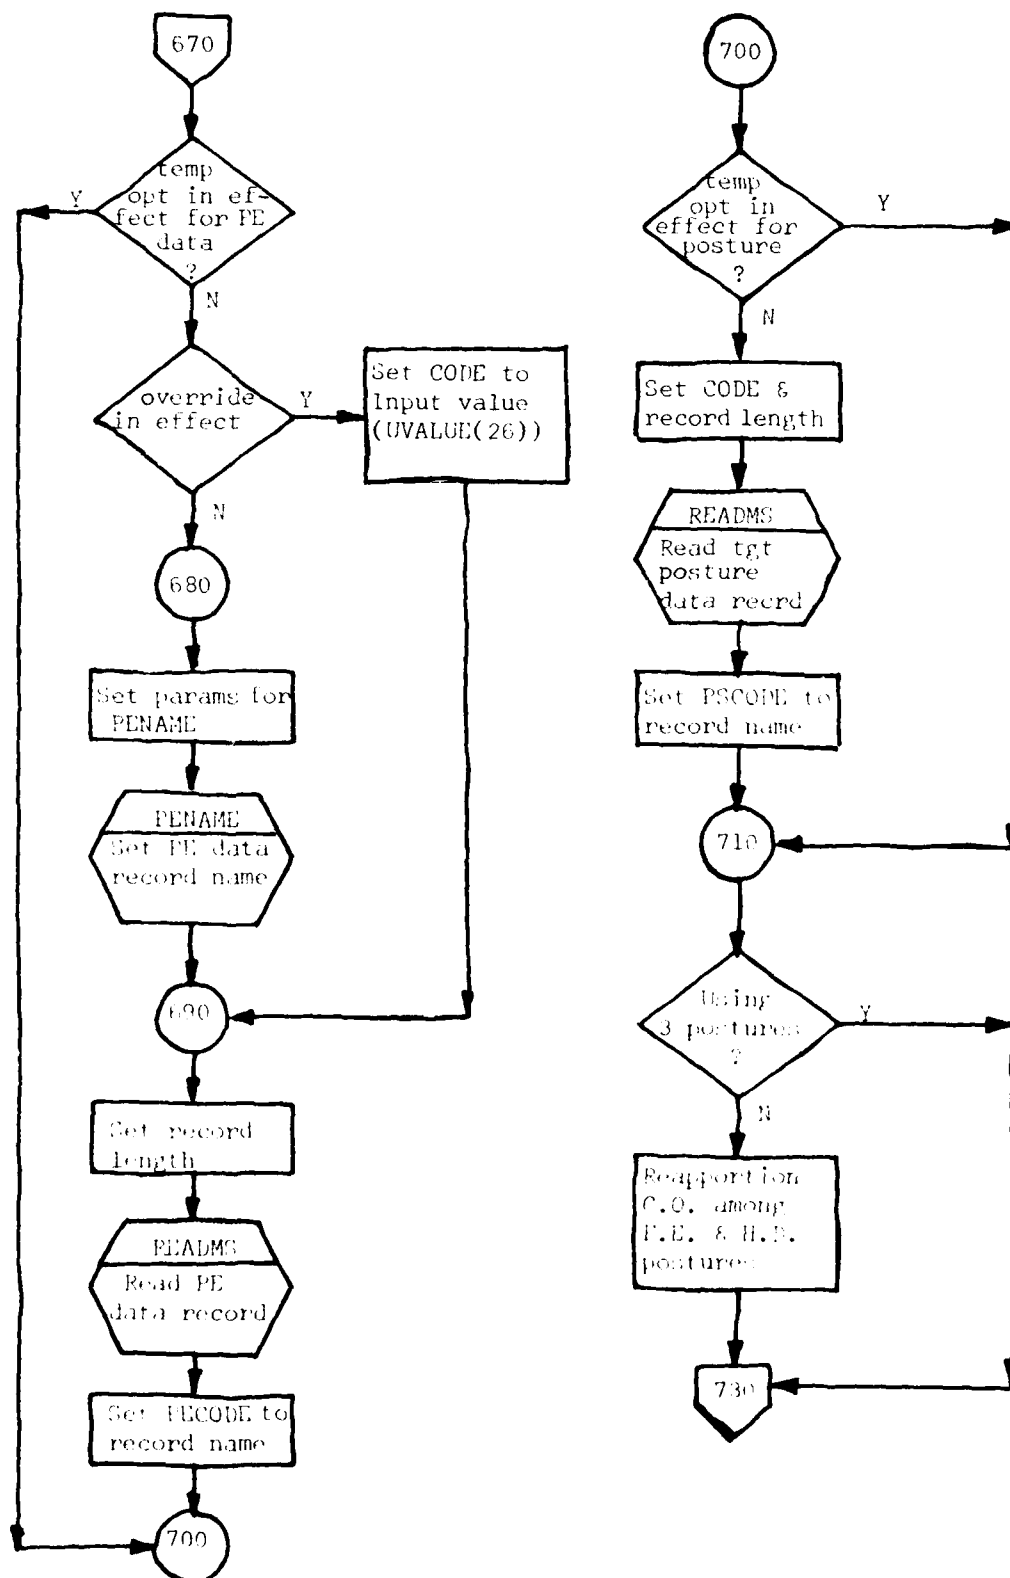 670
temp
opt in ef-
fect for PE
data
?
Y
N
override
in effect
Y
N
Set CODE to
Input value
(UVALUE(26))
680
Set params for
PENAME
PENAME
Set PE data
record name
690
Set record
length
READMS
Read PE
data record
Set PECODE to
record name
700
700
temp
opt in
effect for
posture
?
Y
N
Set CODE &
record length
READMS
Read tgt
posture
data recrd
Set PSCODE to
record name
710
Using
3 postures
?
Y
N
Reapportion
C.O. among
& 
postures
730